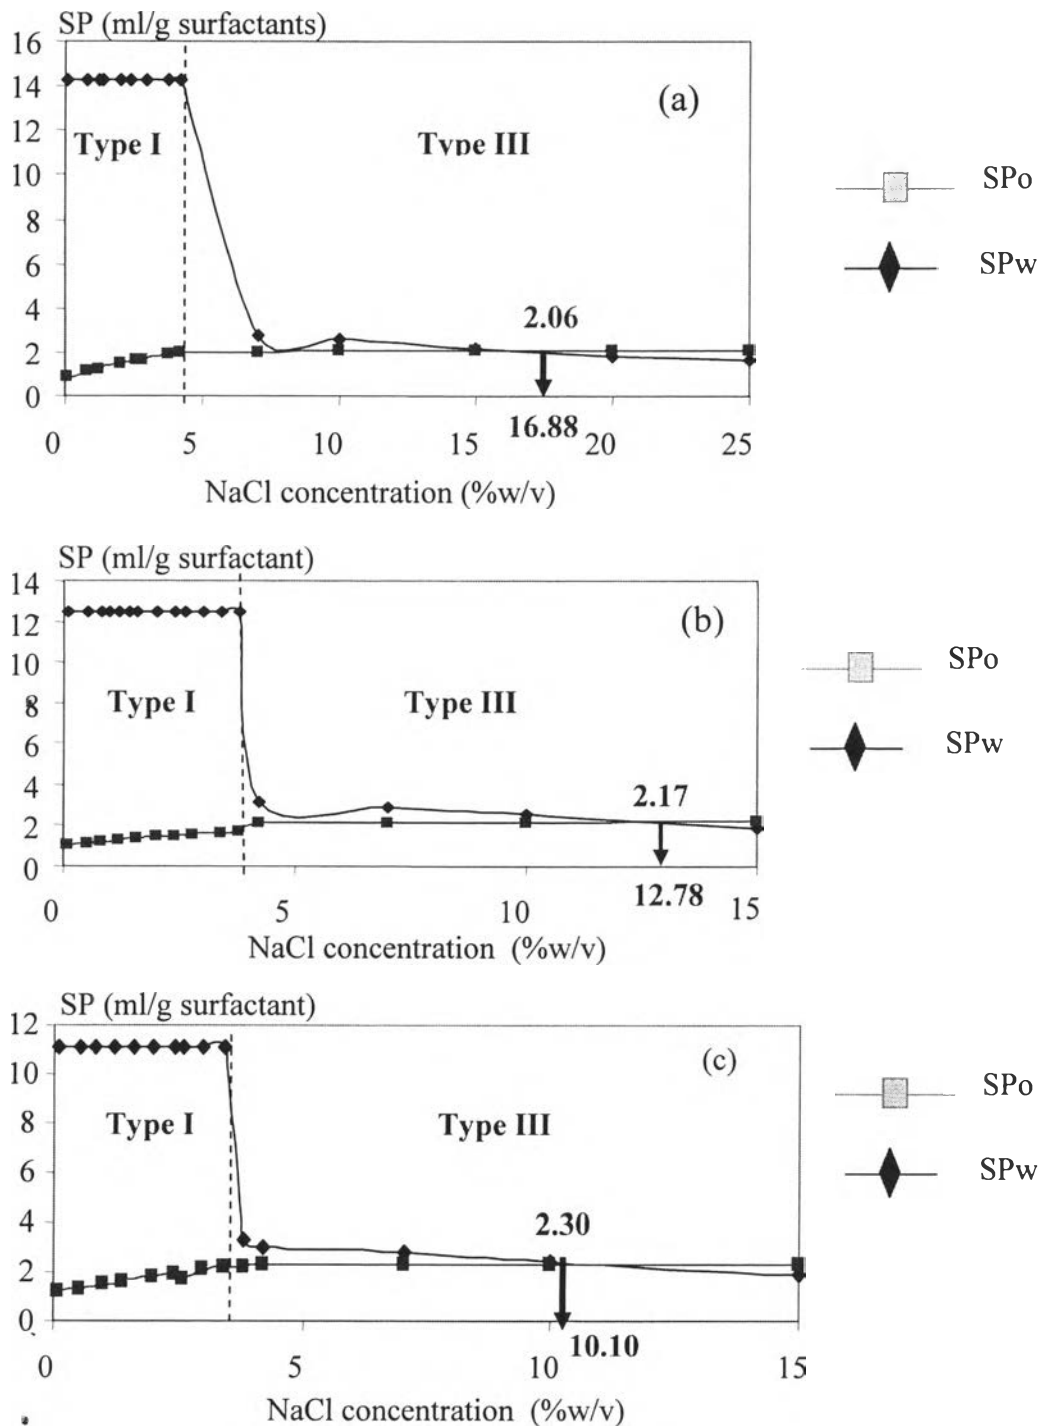 SP (ml/g surfactants)
16
14
12
10
8
6
4
2
0
(a)
Type I
Type III
2.06
16.88
0 5 10 15 20 25
NaCl concentration (%w/v)
SPo
SPw
SP (ml/g surfactant)
14
12
10
8
6
4
2
0
(b)
Type I
Type III
2.17
12.78
0 5 10 15
NaCl concentration (%w/v)
SPo
SPw
SP (ml/g surfactant)
12
10
8
6
4
2
0
(c)
Type I
Type III
2.30
10.10
0 5 10 15
NaCl concentration (%w/v)
SPo
SPw